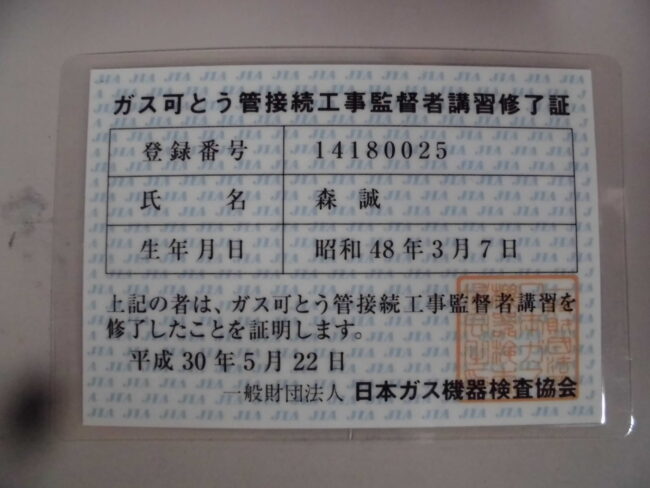 ガス可とう管接続工事監督者講習修了証
登録番号 14180025
氏名 森 誠
生年月日 昭和48年3月7日
上記の者は、ガス可とう管接続工事監督者講習を
修了したことを証明します。
平成30年5月22日
一般財団法人 日本ガス機器検査協会